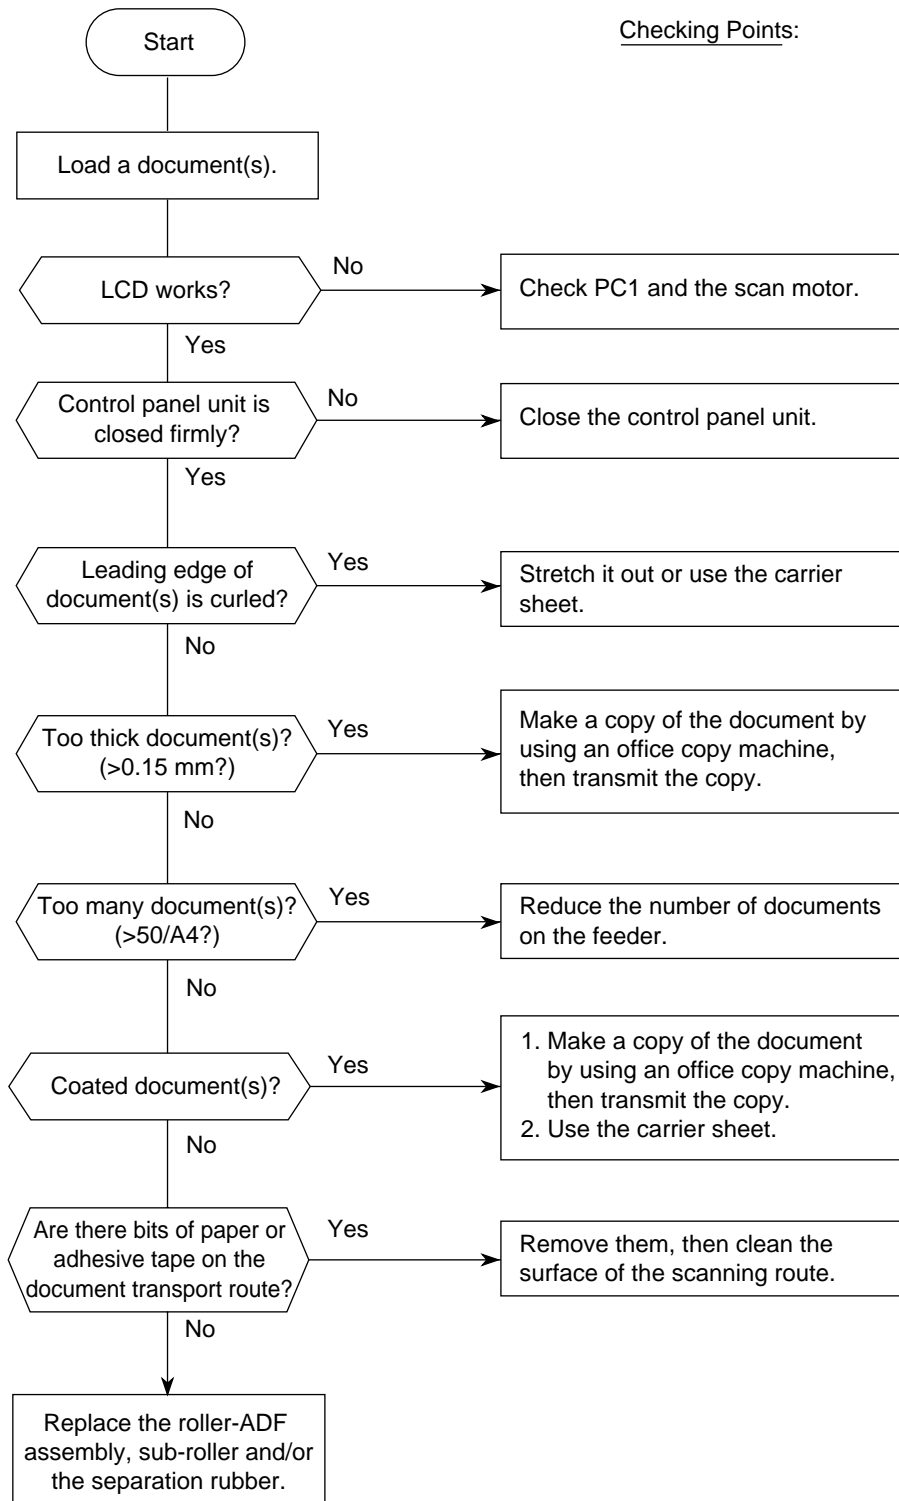 Start
Checking Points:
Load a document(s).
LCD works?
No
Check PC1 and the scan motor.
Yes
Control panel unit is
closed firmly?
No
Close the control panel unit.
Yes
Leading edge of
document(s) is curled?
Yes
Stretch it out or use the carrier
sheet.
No
Too thick document(s)?
(>0.15 mm?)
Yes
Make a copy of the document by
using an office copy machine,
then transmit the copy.
No
Too many document(s)?
(>50/A4?)
Yes
Reduce the number of documents
on the feeder.
No
Coated document(s)?
Yes
1. Make a copy of the document
by using an office copy machine,
then transmit the copy.
2. Use the carrier sheet.
No
Are there bits of paper or
adhesive tape on the
document transport route?
Yes
Remove them, then clean the
surface of the scanning route.
No
Replace the roller-ADF
assembly, sub-roller and/or
the separation rubber.